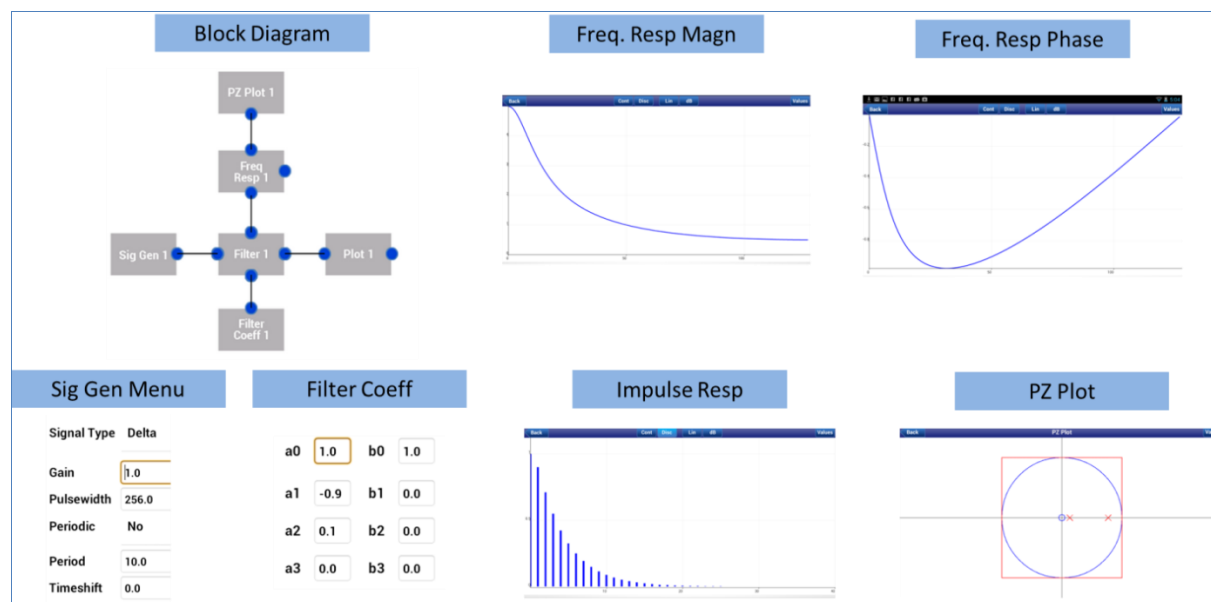 Block Diagram
Freq. Resp Magn
Freq. Resp Phase
PZ Plot 1
Freq
Resp 1
Sig Gen 1
Filter 1
Plot 1
Filter
Coeff 1
Back
Cont
Disc
Lin
dB
Values
Back
Cont
Disc
Lin
dB
Values
Sig Gen Menu
Filter Coeff
Impulse Resp
PZ Plot
Signal Type Delta
Gain 1.0
Pulsewidth 256.0
Periodic No
Period 10.0
Timeshift 0.0
a0 1.0 b0 1.0
a1 -0.9 b1 0.0
a2 0.1 b2 0.0
a3 0.0 b3 0.0
Back
Cont
Disc
Lin
dB
Values
Back
PZ Plot